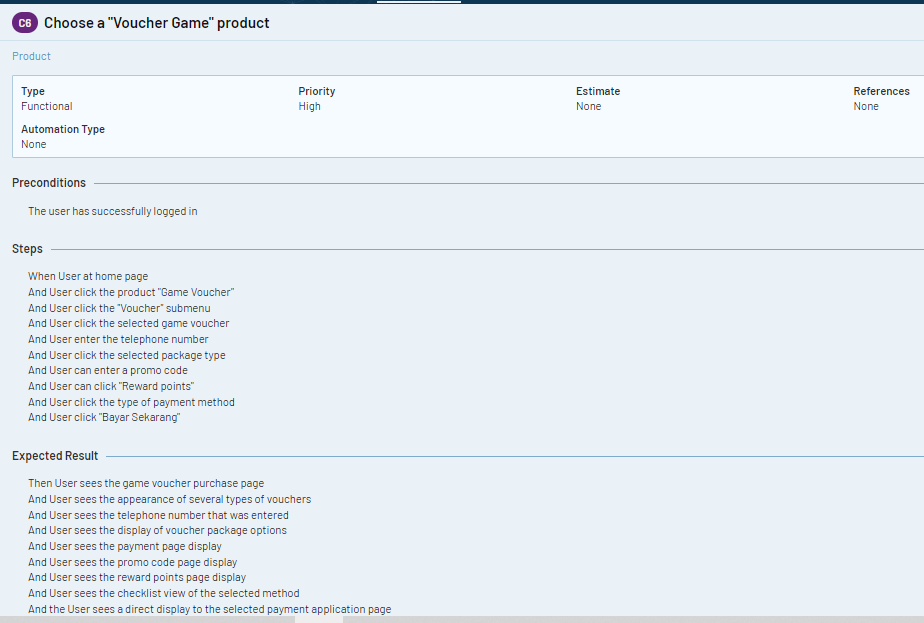 C6 Choose a "Voucher Game" product
Product
Type Priority Estimate References
Functional High None None
Automation Type
None
Preconditions
The user has successfully logged in
Steps
When User at home page
And User click the product "Game Voucher"
And User click the "Voucher" submenu
And User click the selected game voucher
And User enter the telephone number
And User click the selected package type
And User can enter a promo code
And User can click "Reward points"
And User click the type of payment method
And User click "Bayar Sekarang"
Expected Result
Then User sees the game voucher purchase page
And User sees the appearance of several types of vouchers
And User sees the telephone number that was entered
And User sees the display of voucher package options
And User sees the payment page display
And User sees the promo code page display
And User sees the reward points page display
And User sees the checklist view of the selected method
And the User sees a direct display to the selected payment application page